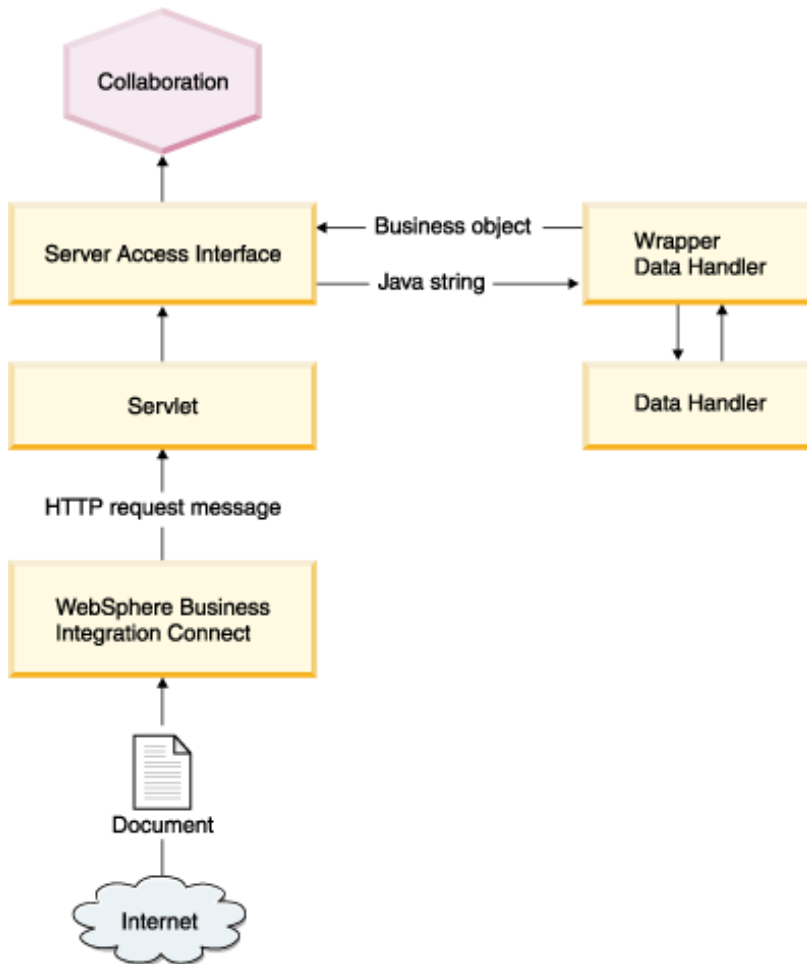 Collaboration
Server Access Interface
Business object
Java string
Wrapper
Data Handler
Servlet
Data Handler
HTTP request message
WebSphere Business
Integration Connect
Document
Internet